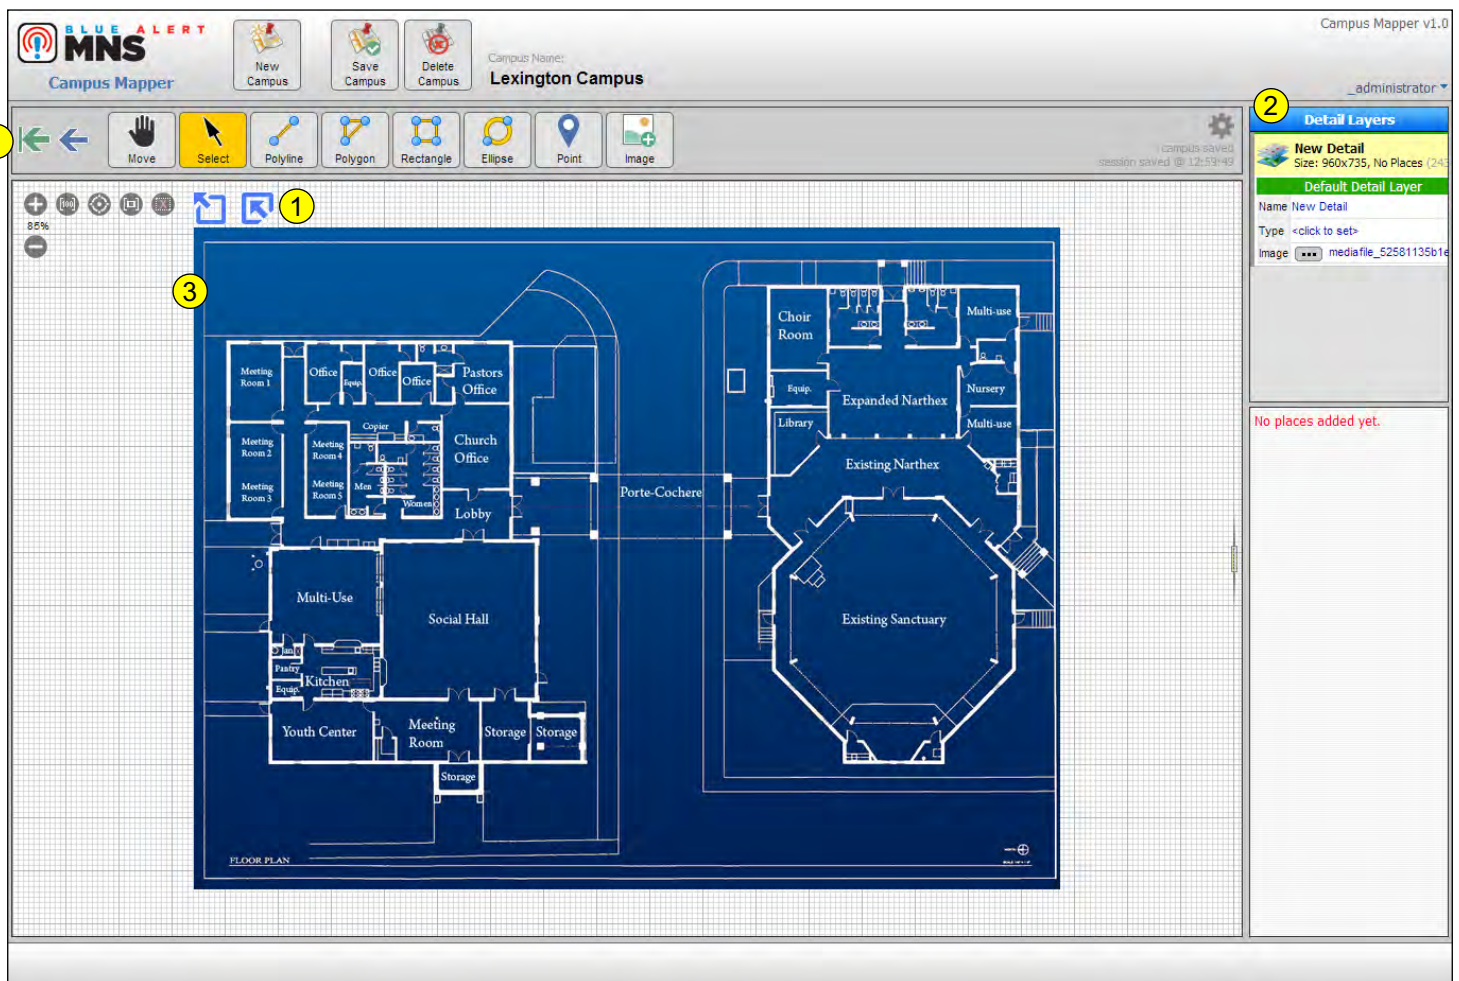 BLUE ALERT
MNS
Campus Mapper
New
Campus
Save
Campus
Delete
Campus
Campus Name:
Lexington Campus
Campus Mapper v1.0
_administrator
Move
Select
Polyline
Polygon
Rectangle
Ellipse
Point
Image
campus saved
session saved @ 12:59:49
2
Detail Layers
New Detail
Size: 960x735, No Places (243
Default Detail Layer
Name New Detail
Type <click to set>
Image ... mediafile_52581135b1e
No places added yet.
85%
1
3
Meeting
Room 1
Office
Equip.
Office
Office
Pastors
Office
Copier
Meeting
Room 2
Meeting
Room 4
Church
Office
Meeting
Room 3
Meeting
Room 5
Men
Women
Lobby
Porte-Cochere
Multi-Use
Social Hall
Jan.
Pantry
Equip.
Kitchen
Youth Center
Meeting
Room
Storage
Storage
Storage
Choir
Room
Multi-use
Equip.
Expanded Narthex
Nursery
Library
Multi-use
Existing Narthex
Existing Sanctuary
FLOOR PLAN